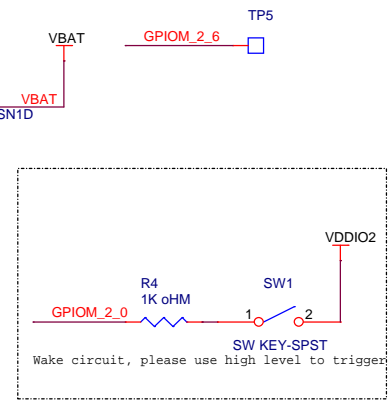 TP5
VBAT
GPIOM_2_6
VBAT
SN1D
VDDIO2
R4
1K oHM
SW1
GPIOM_2_0
1
2
SW KEY-SPST
Wake circuit, please use high level to trigger